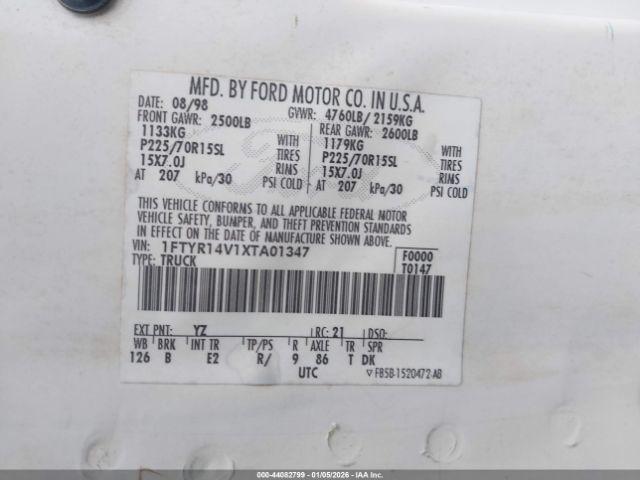 MFD. BY FORD MOTOR CO. IN U.S.A.
DATE: 08/98 GVWR: 4760LB/ 2159KG
FRONT GAWR: 2500LB REAR GAWR: 2600LB
1133KG 1179KG
P225/70R15SL WITH TIRES P225/70R15SL WITH TIRES
15X7.0J RIMS 15X7.0J RIMS
AT 207 kPa/30 PSI COLD AT 207 kPa/30 PSI COLD
THIS VEHICLE CONFORMS TO ALL APPLICABLE FEDERAL MOTOR
VEHICLE SAFETY, BUMPER, AND THEFT PREVENTION STANDARDS
IN EFFECT ON THE DATE OF MANUFACTURE SHOWN ABOVE.
VIN: 1FTYR14V1XTA01347 F0000
TYPE: TRUCK T0147
EXT PNT: YZ RC: 21 DSO:
WB BRK INT TR TP/PS R AXLE TR SPR
126 B E2 R/ 9 86 T DK
UTC F85B-1520472-AB
© IAA - #: 44082799 - 01/05/2026 - COPART